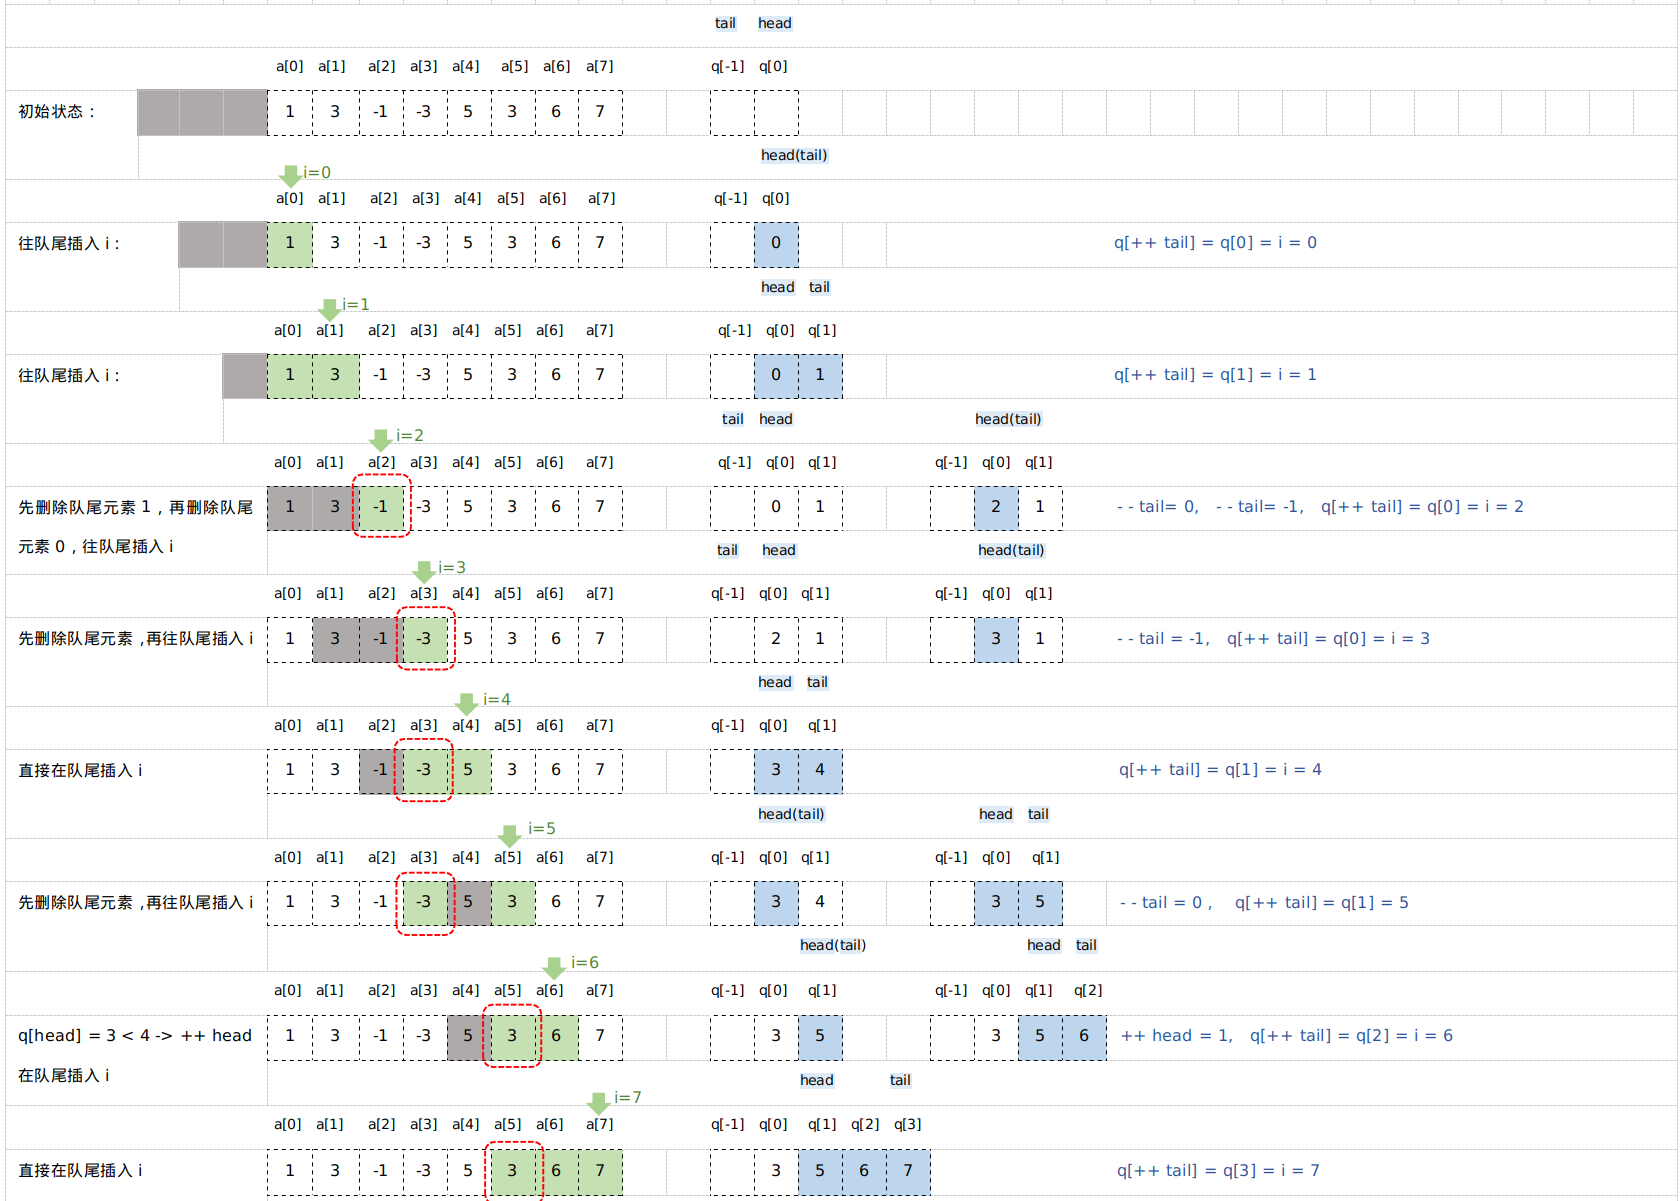 tail head
a[0] a[1] a[2] a[3] a[4] a[5] a[6] a[7] q[-1] q[0]
初始状态： 1 3 -1 -3 5 3 6 7
head(tail)
i=0
a[0] a[1] a[2] a[3] a[4] a[5] a[6] a[7] q[-1] q[0]
往队尾插入 i： 1 3 -1 -3 5 3 6 7 0 q[++ tail] = q[0] = i = 0
head tail
i=1
a[0] a[1] a[2] a[3] a[4] a[5] a[6] a[7] q[-1] q[0] q[1]
往队尾插入 i： 1 3 -1 -3 5 3 6 7 0 1 q[++ tail] = q[1] = i = 1
tail head head(tail)
i=2
a[0] a[1] a[2] a[3] a[4] a[5] a[6] a[7] q[-1] q[0] q[1] q[-1] q[0] q[1]
先删除队尾元素 1，再删除队尾 1 3 -1 -3 5 3 6 7 0 1 2 1 - - tail= 0, - - tail= -1, q[++ tail] = q[0] = i = 2
元素 0，往队尾插入 i
tail head head(tail)
i=3
a[0] a[1] a[2] a[3] a[4] a[5] a[6] a[7] q[-1] q[0] q[1] q[-1] q[0] q[1]
先删除队尾元素 ,再往队尾插入 i 1 3 -1 -3 5 3 6 7 2 1 3 1 - - tail = -1, q[++ tail] = q[0] = i = 3
head tail
i=4
a[0] a[1] a[2] a[3] a[4] a[5] a[6] a[7] q[-1] q[0] q[1]
直接在队尾插入 i 1 3 -1 -3 5 3 6 7 3 4 q[++ tail] = q[1] = i = 4
head(tail) head tail
i=5
a[0] a[1] a[2] a[3] a[4] a[5] a[6] a[7] q[-1] q[0] q[1] q[-1] q[0] q[1]
先删除队尾元素 ,再往队尾插入 i 1 3 -1 -3 5 3 6 7 3 4 3 5 - - tail = 0 , q[++ tail] = q[1] = 5
head(tail) head tail
i=6
a[0] a[1] a[2] a[3] a[4] a[5] a[6] a[7] q[-1] q[0] q[1] q[-1] q[0] q[1] q[2]
q[head] = 3 < 4 -> ++ head 1 3 -1 -3 5 3 6 7 3 5 3 5 6 ++ head = 1, q[++ tail] = q[2] = i = 6
在队尾插入 i
head tail
i=7
a[0] a[1] a[2] a[3] a[4] a[5] a[6] a[7] q[-1] q[0] q[1] q[2] q[3]
直接在队尾插入 i 1 3 -1 -3 5 3 6 7 3 5 6 7 q[++ tail] = q[3] = i = 7